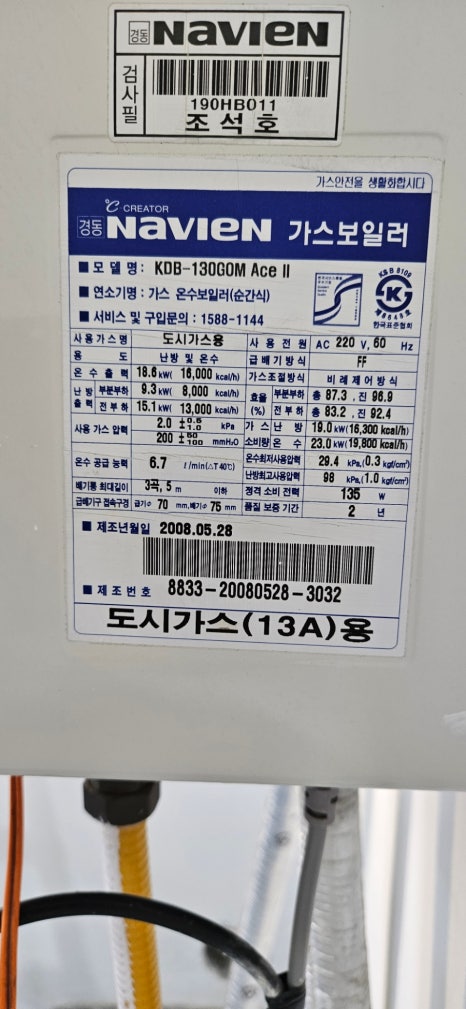 경동 NAVIEN
검사필
190HB011
조석호
가스안전을 생활화합시다
℃ CREATOR
경동 NAVIEN 가스보일러
■ 모 델 명 : KDB-130GOM Ace II
■ 연소기명 : 가스 온수보일러(순간식)
■ 서비스 및 구입문의 : 1588-1144
한국표준협회
사용가스명 도시가스용 사 용 전 원 AC 220 V, 60 Hz
용 도 난방 및 온수 급배기방식 FF
온 수 출 력 18.6 kW( 16,000 kcal/h) 가스조절방식 비례제어방식
난 방 출 력 부분부하 9.3 kW( 8,000 kcal/h) 효율 (%) 부분부하 총 87.3 , 진 96.9
전 부 하 15.1 kW( 13,000 kcal/h) 전 부 하 총 83.2 , 진 92.4
사용 가스 압력 2.0 ± kPa 가 스 소비량 난 방 19.0 kW(16,300 kcal/h)
200 ±50 100 mmH₂O 온 수 23.0 kW(19,800 kcal/h)
온수 공급 능력 6.7 ℓ/min(△T 40℃) 온수최저사용압력 29.4 kPa,(0.3 kgf/cm²)
난방최고사용압력 98 kPa,(1.0 kgf/cm²)
배기통 최대길이 3곡, 5 m 이하 정격 소비 전력 135 W
급배기구 접속구경 급기Φ 70 mm,배기Φ 75 mm 품질 보증 기간 2 년
■ 제조년월일 2008.05.28
■ 제 조 번 호 8833-20080528-3032
도시가스(13A)용